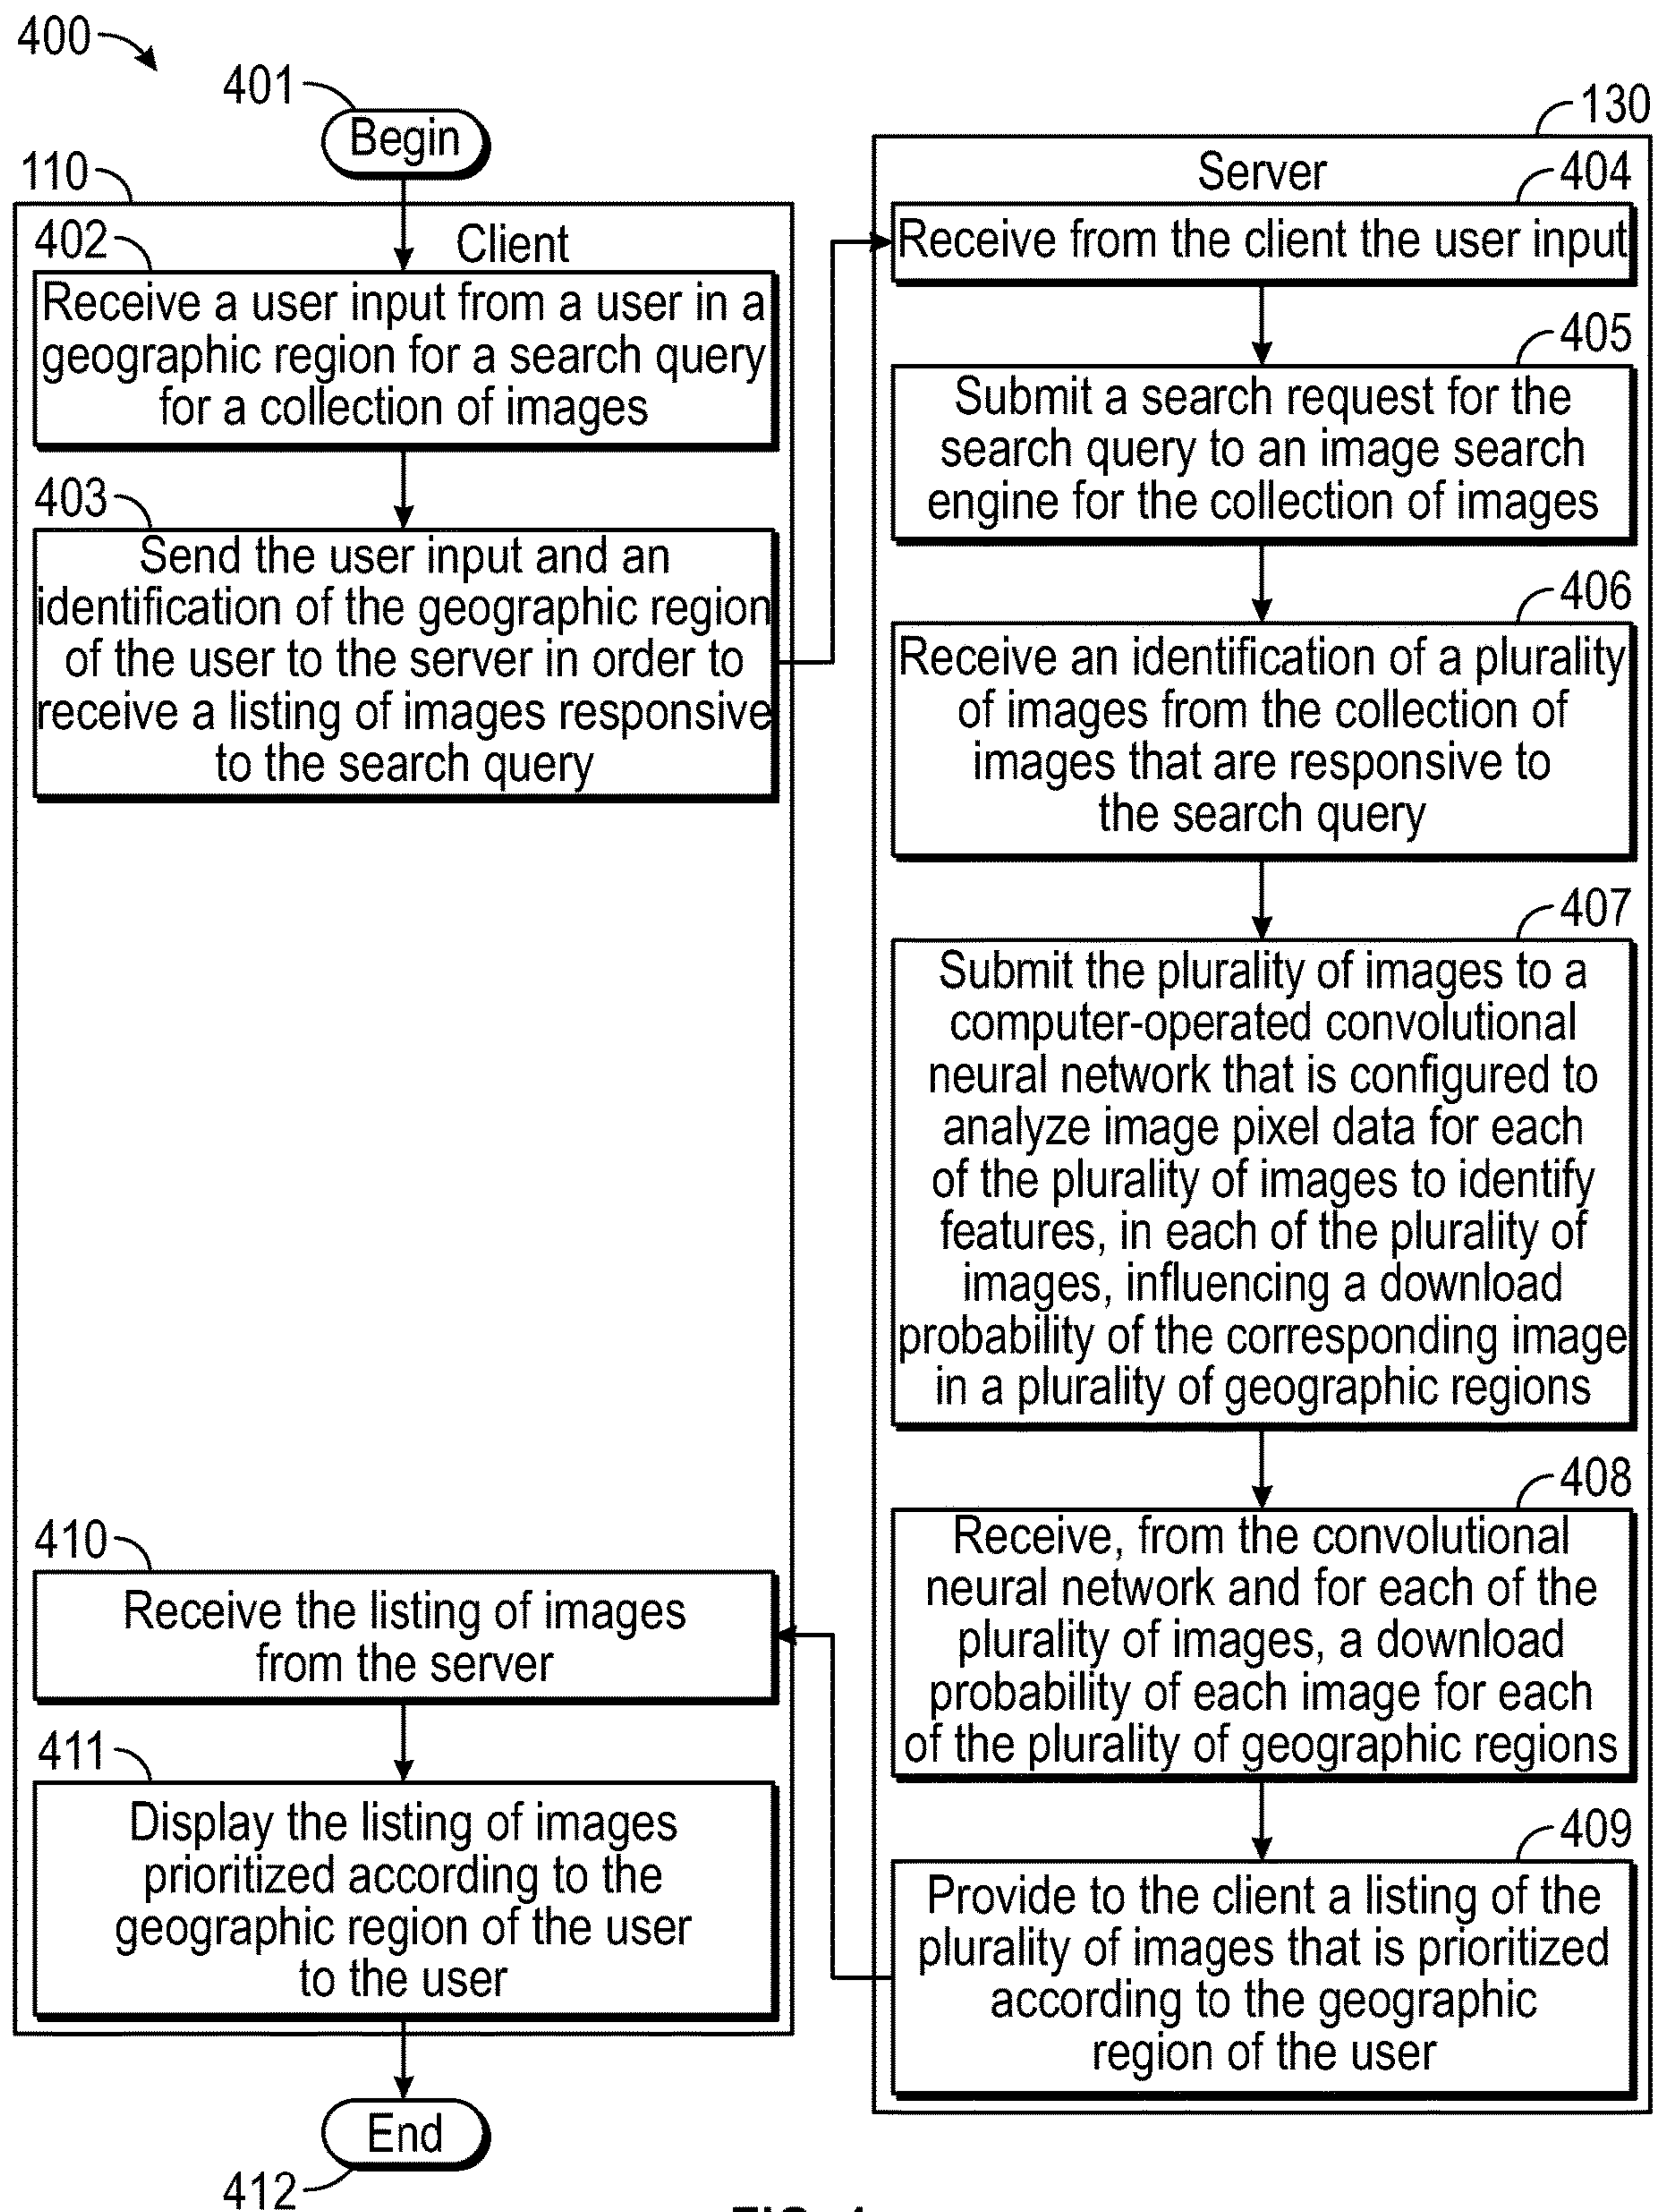 400
401
Begin
110
Client
402
Receive a user input from a user in a
geographic region for a search query
for a collection of images
403
Send the user input and an
identification of the geographic region
of the user to the server in order to
receive a listing of images responsive
to the search query
130
Server
404
Receive from the client the user input
405
Submit a search request for the
search query to an image search
engine for the collection of images
406
Receive an identification of a plurality
of images from the collection of
images that are responsive to
the search query
407
Submit the plurality of images to a
computer-operated convolutional
neural network that is configured to
analyze image pixel data for each
of the plurality of images to identify
features, in each of the plurality of
images, influencing a download
probability of the corresponding image
in a plurality of geographic regions
408
Receive, from the convolutional
neural network and for each of the
plurality of images, a download
probability of each image for each
of the plurality of geographic regions
409
Provide to the client a listing of the
plurality of images that is prioritized
according to the geographic
region of the user
410
Receive the listing of images
from the server
411
Display the listing of images
prioritized according to the
geographic region of the user
to the user
End
412